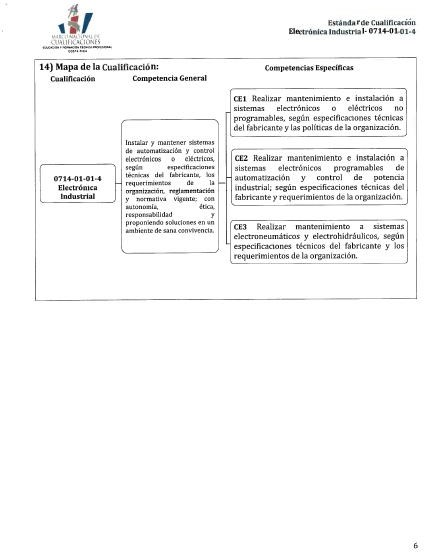 MARCO NACIONAL DE
CUALIFICACIONES
EDUCACIÓN Y FORMACIÓN TÉCNICA PROFESIONAL
COSTA RICA
Estándar de Cualificación
Electrónica Industrial- 0714-01-01-4
14) Mapa de la Cualificación:
Cualificación
Competencia General
Competencias Específicas
0714-01-01-4
Electrónica
Industrial
Instalar y mantener sistemas
de automatización y control
electrónicos o eléctricos,
según especificaciones
técnicas del fabricante, los
requerimientos de la
organización, reglamentación
y normativa vigente; con
autonomía, ética,
responsabilidad y
proponiendo soluciones en un
ambiente de sana convivencia.
CE1 Realizar mantenimiento e instalación a
sistemas electrónicos o eléctricos no
programables, según especificaciones técnicas
del fabricante y las políticas de la organización.
CE2 Realizar mantenimiento e instalación a
sistemas electrónicos programables de
automatización y control de potencia
industrial; según especificaciones técnicas del
fabricante y requerimientos de la organización.
CE3 Realizar mantenimiento a sistemas
electroneumáticos y electrohidráulicos, según
especificaciones técnicos del fabricante y los
requerimientos de la organización.
6